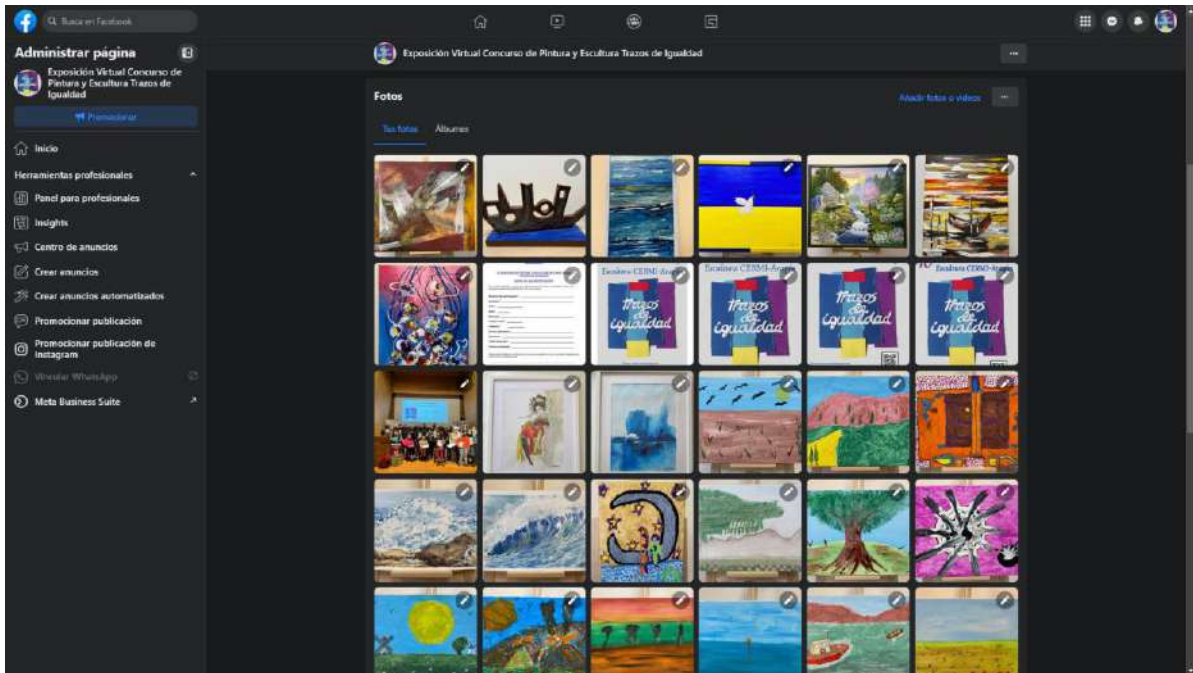 Busca en Facebook
Administrar página
Exposición Virtual Concurso de
Pintura y Escultura Trazos de
Igualdad
Promocionar
Inicio
Herramientas profesionales
Panel para profesionales
Insights
Centro de anuncios
Crear anuncios
Crear anuncios automatizados
Promocionar publicación
Promocionar publicación de
Instagram
Vincular WhatsApp
Meta Business Suite
Exposición Virtual Concurso de Pintura y Escultura Trazos de Igualdad
Fotos
Añadir fotos o vídeos
Tus fotos
Álbumes
trazos
de
igualdad
trazos
de
igualdad
trazos
de
igualdad
trazos
de
igualdad